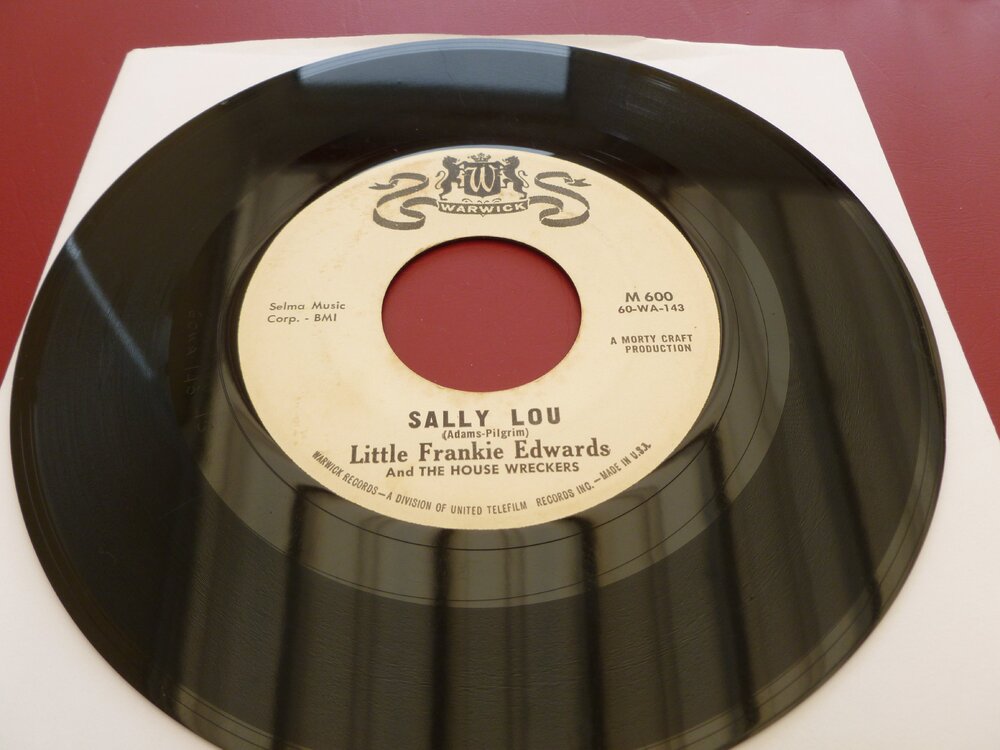 W
WARWICK
Selma Music
Corp. - BMI
M 600
60-WA-143
A MORTY CRAFT
PRODUCTION
SALLY LOU
(Adams-Pilgrim)
Little Frankie Edwards
And THE HOUSE WRECKERS
WARWICK RECORDS—A DIVISION OF UNITED TELEFILM RECORDS INC.—MADE IN U.S.A.